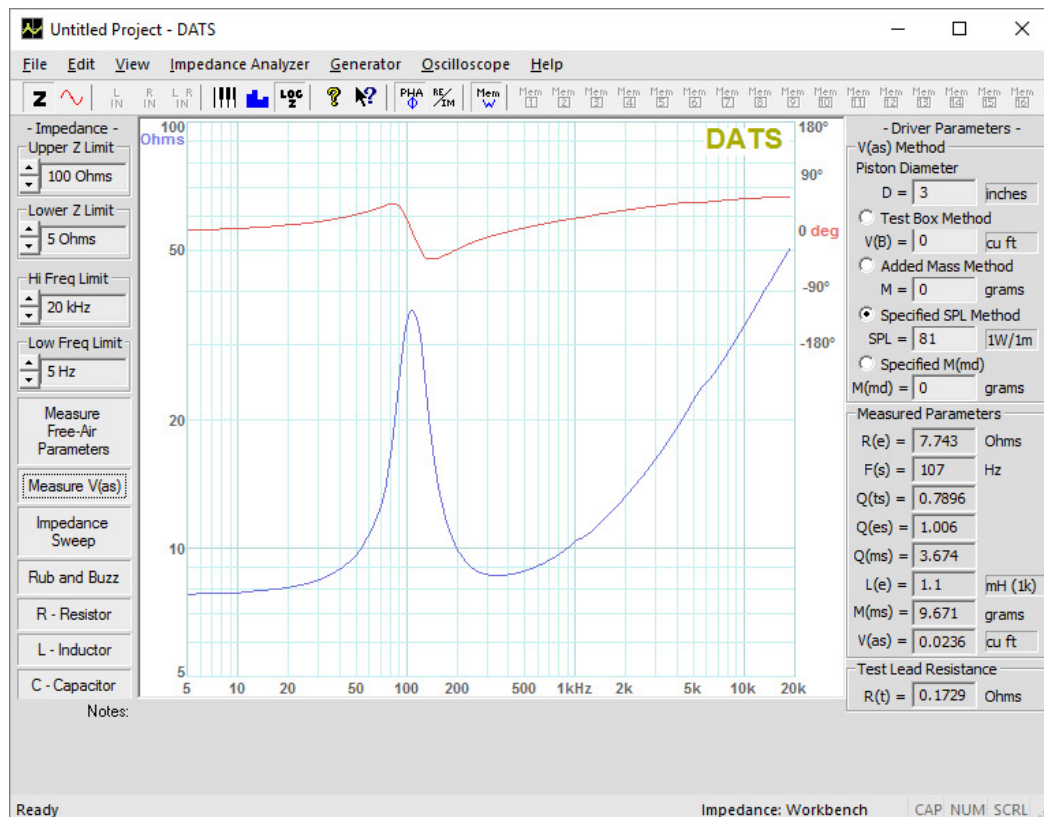 Untitled Project - DATS
File Edit View Impedance Analyzer Generator Oscilloscope Help
Z L IN R IN L R IN LOG Z ? ? PHA Φ RE/IM Mem W Mem 1 Mem 2 Mem 3 Mem 4 Mem 5 Mem 6 Mem 7 Mem 8 Mem 9 Mem 10 Mem 11 Mem 12 Mem 13 Mem 14 Mem 15 Mem 16
- Impedance -
Upper Z Limit
100 Ohms
Lower Z Limit
5 Ohms
Hi Freq Limit
20 kHz
Low Freq Limit
5 Hz
Measure
Free-Air
Parameters
Measure V(as)
Impedance
Sweep
Rub and Buzz
R - Resistor
L - Inductor
C - Capacitor
100
Ohms
50
20
10
5
DATS
180°
90°
0 deg
-90°
-180°
5 10 20 50 100 200 500 1kHz 2k 5k 10k 20k
- Driver Parameters -
V(as) Method
Piston Diameter
D = 3 inches
Test Box Method
V(B) = 0 cu ft
Added Mass Method
M = 0 grams
Specified SPL Method
SPL = 81 1W/1m
Specified M(md)
M(md) = 0 grams
Measured Parameters
R(e) = 7.743 Ohms
F(s) = 107 Hz
Q(ts) = 0.7896
Q(es) = 1.006
Q(ms) = 3.674
L(e) = 1.1 mH (1k)
M(ms) = 9.671 grams
V(as) = 0.0236 cu ft
Test Lead Resistance
R(t) = 0.1729 Ohms
Notes:
Ready Impedance: Workbench CAP NUM SCRL